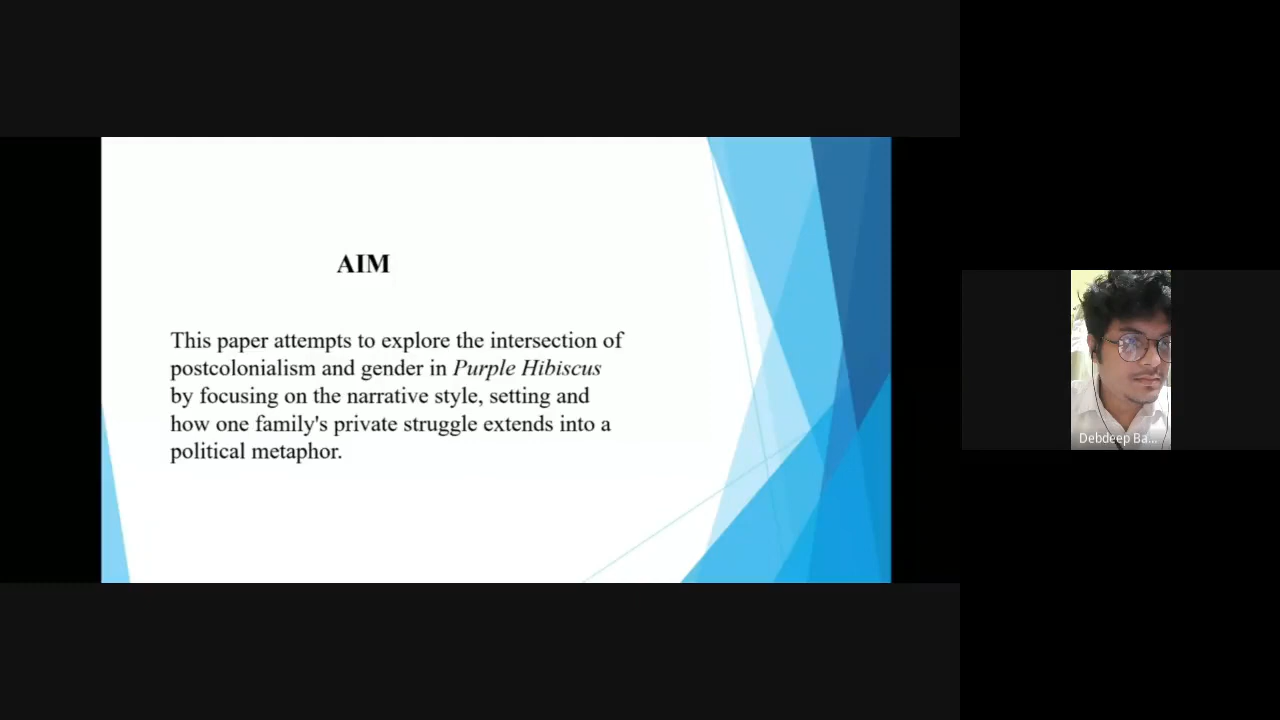 AIM
This paper attempts to explore the intersection of
postcolonialism and gender in Purple Hibiscus
by focusing on the narrative style, setting and
how one family's private struggle extends into a
political metaphor.
Debdeep Ba...